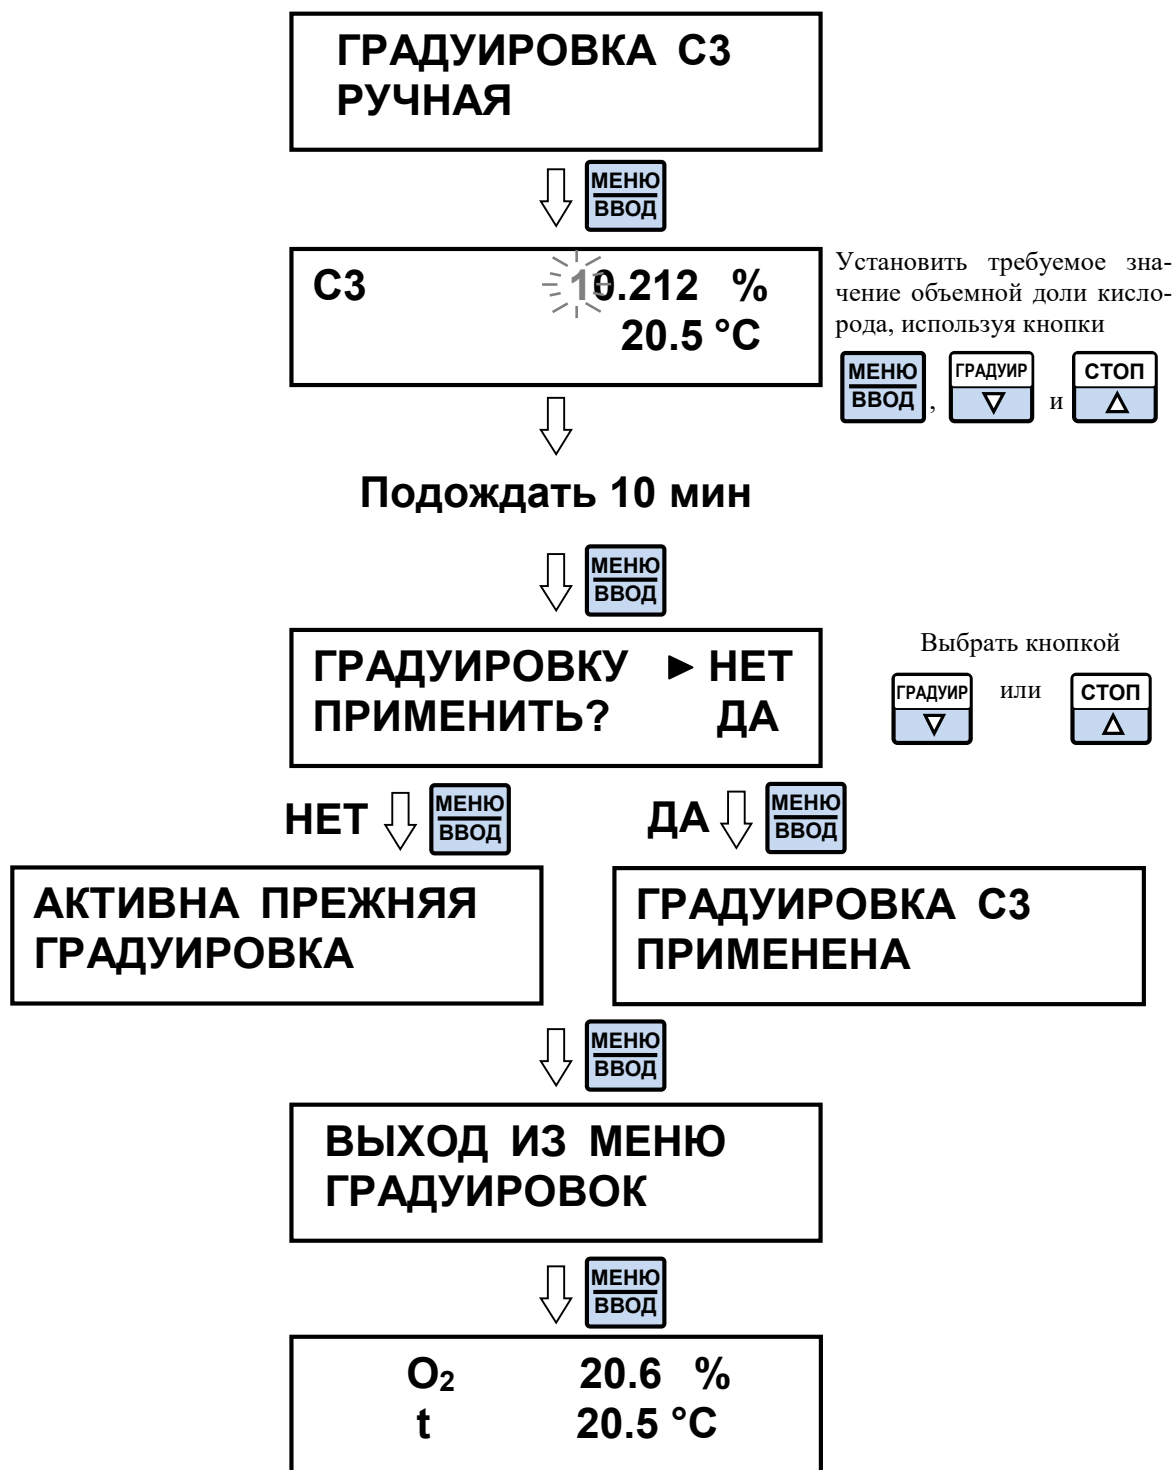 ГРАДУИРОВКА С3
РУЧНАЯ
МЕНЮ
ВВОД
С3 10.212 %
20.5 °С
Установить требуемое зна-
чение объемной доли кисло-
рода, используя кнопки
МЕНЮ
ВВОД
,
ГРАДУИР
и
СТОП
Подождать 10 мин
МЕНЮ
ВВОД
ГРАДУИРОВКУ ► НЕТ
ПРИМЕНИТЬ? ДА
Выбрать кнопкой
ГРАДУИР
или
СТОП
НЕТ
МЕНЮ
ВВОД
ДА
МЕНЮ
ВВОД
АКТИВНА ПРЕЖНЯЯ
ГРАДУИРОВКА
ГРАДУИРОВКА С3
ПРИМЕНЕНА
МЕНЮ
ВВОД
ВЫХОД ИЗ МЕНЮ
ГРАДУИРОВОК
МЕНЮ
ВВОД
O₂ 20.6 %
t 20.5 °С